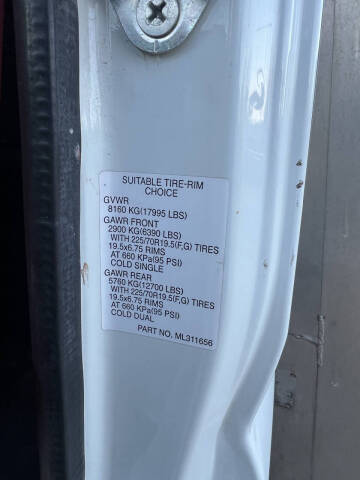 SUITABLE TIRE-RIM
CHOICE
GVWR
8160 KG(17995 LBS)
GAWR FRONT
2900 KG(6390 LBS)
WITH 225/70R19.5(F,G) TIRES
19.5x6.75 RIMS
AT 660 KPa(95 PSI)
COLD SINGLE
GAWR REAR
5760 KG(12700 LBS)
WITH 225/70R19.5(F,G) TIRES
19.5x6.75 RIMS
AT 660 KPa(95 PSI)
COLD DUAL
PART NO. ML311656